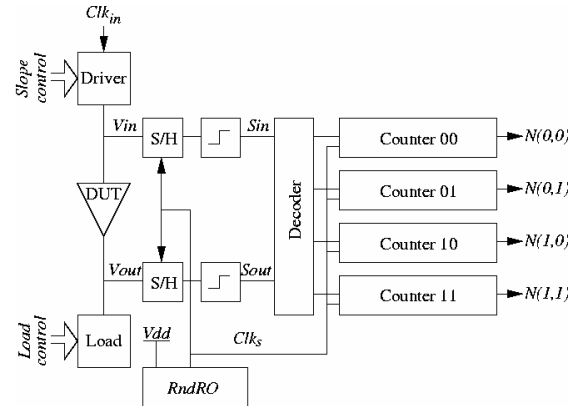 Clk_in
Slope control
Driver
Vin
S/H
Sin
Counter 00
N(0,0)
DUT
Decoder
Counter 01
N(0,1)
Counter 10
N(1,0)
Vout
S/H
Sout
Counter 11
N(1,1)
Load control
Load
Vdd
Clk_s
RndRO